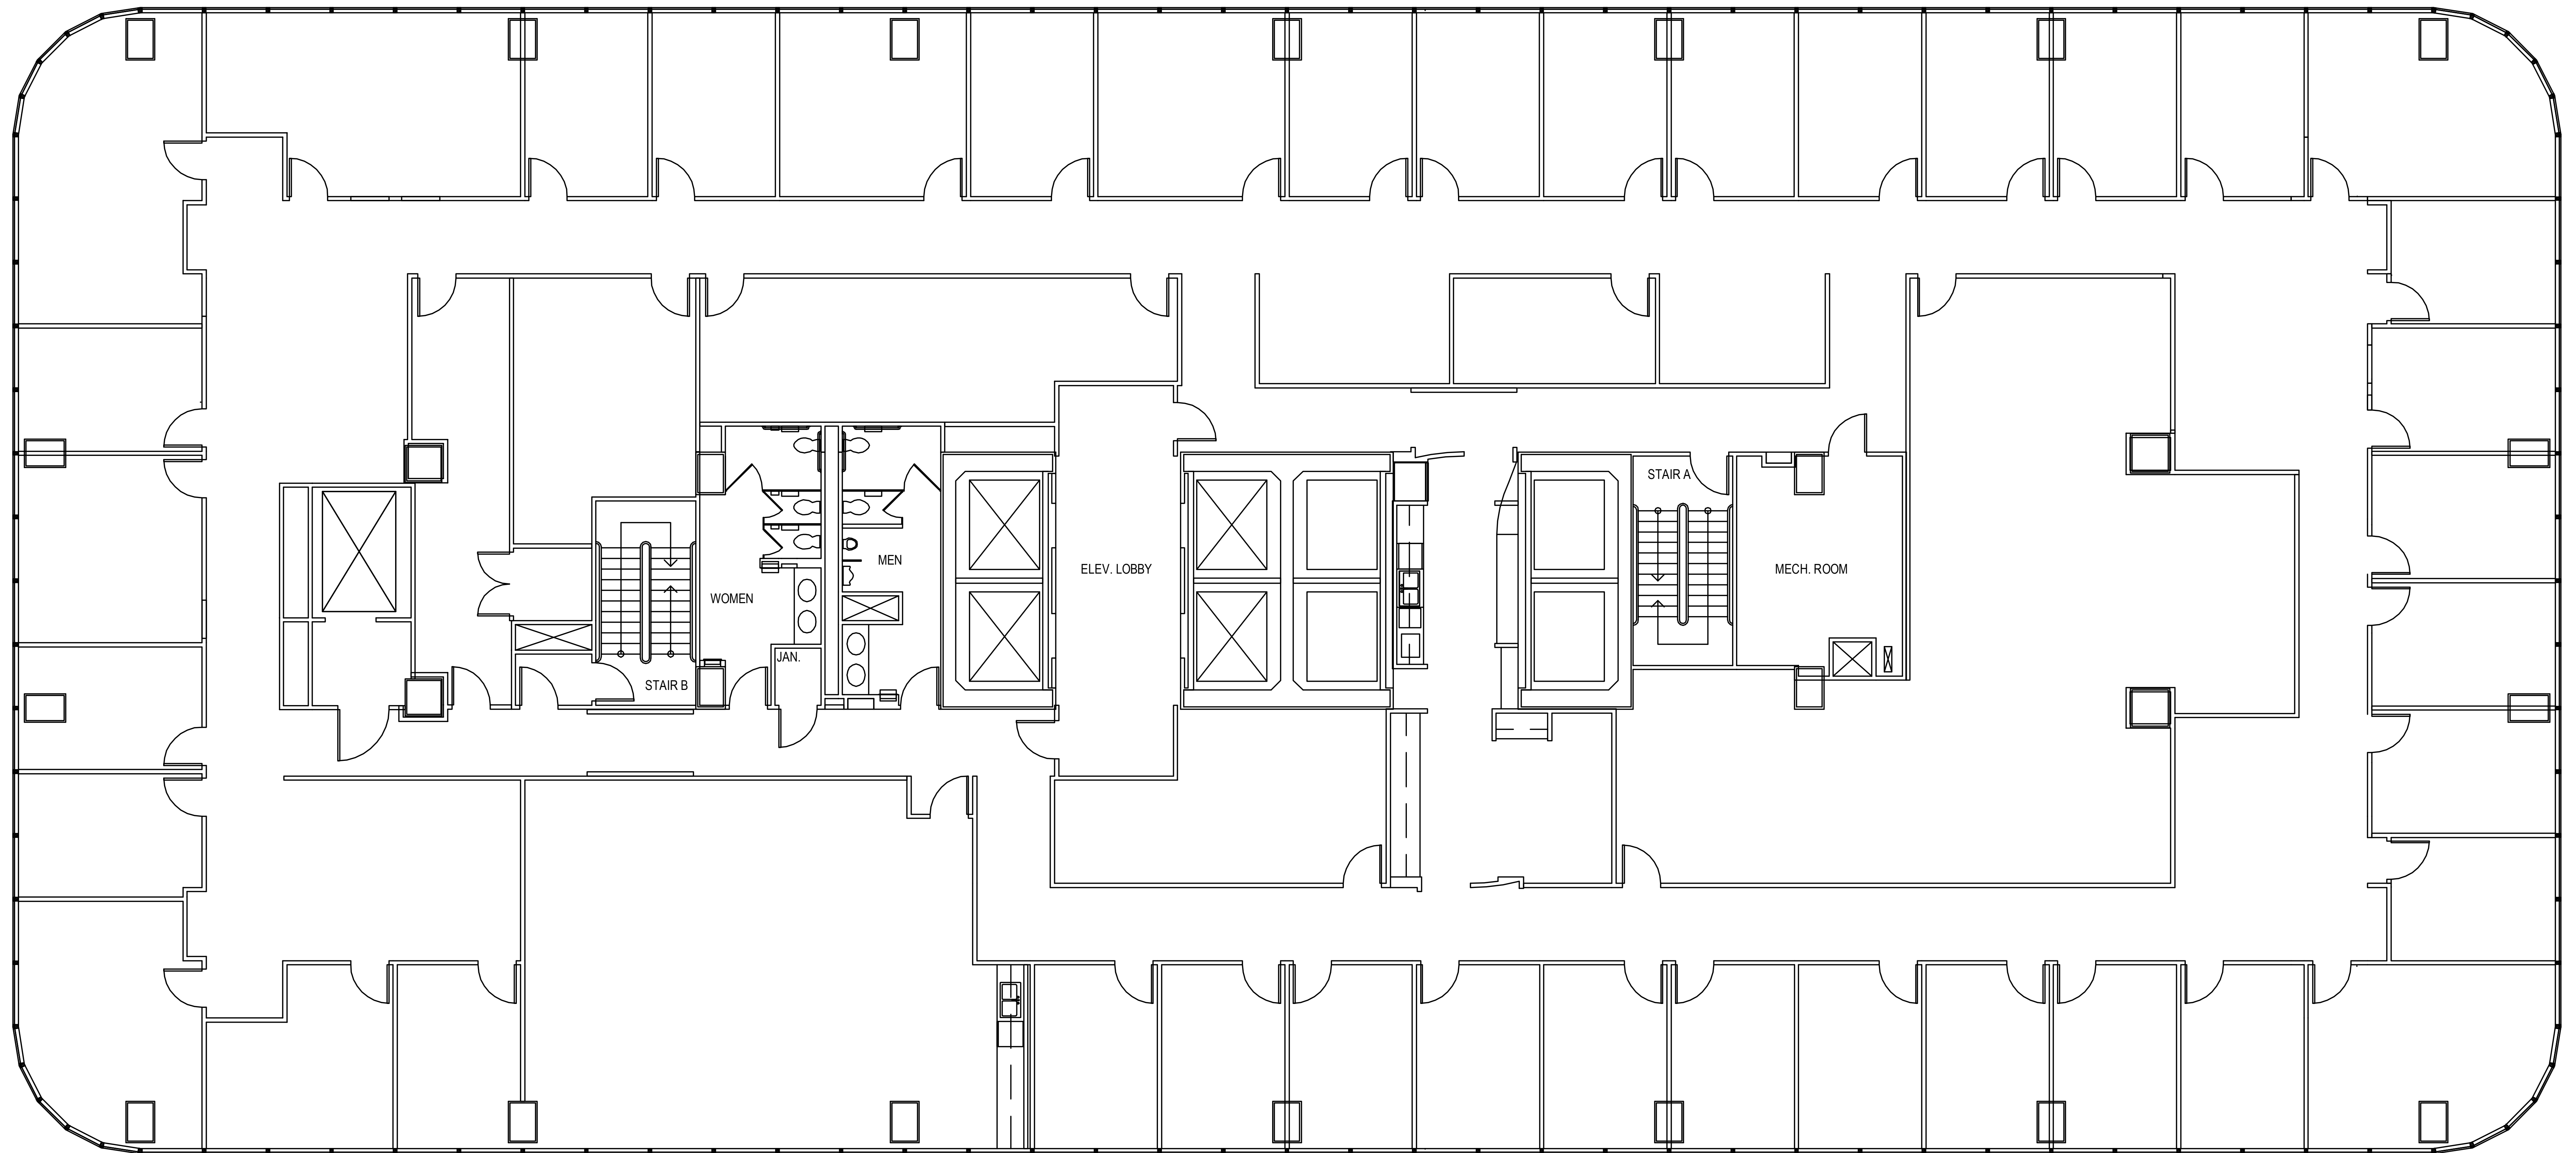 STAIR A
MEN
ELEV. LOBBY
MECH. ROOM
WOMEN
JAN.
STAIR B